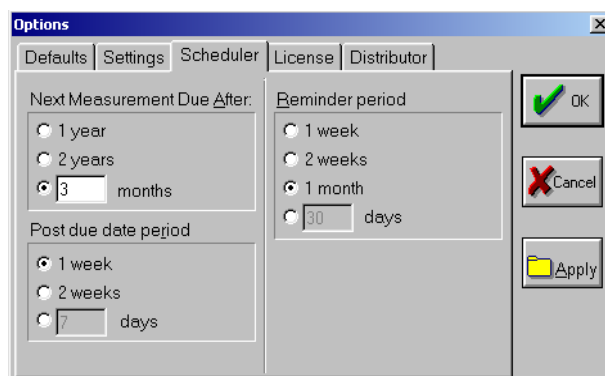 Options
Defaults Settings Scheduler License Distributor
Next Measurement Due After:
1 year
2 years
3 months
Post due date period
1 week
2 weeks
7 days
Reminder period
1 week
2 weeks
1 month
30 days
OK
Cancel
Apply